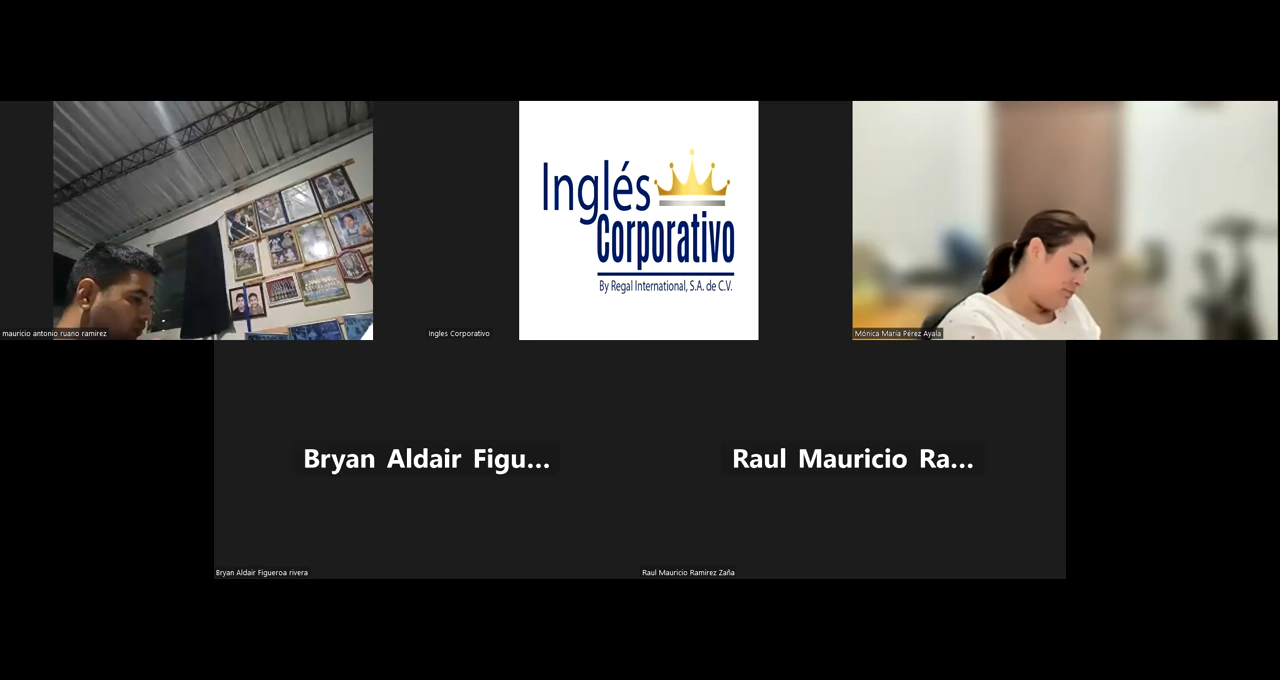 Inglés
Corporativo
By Regal International, S.A. de C.V.
mauricio antonio ruano ramirez
Ingles Corporativo
Mónica María Pérez Ayala
Bryan Aldair Figu...
Raul Mauricio Ra...
Bryan Aldair Figueroa rivera
Raul Mauricio Ramirez Zaña